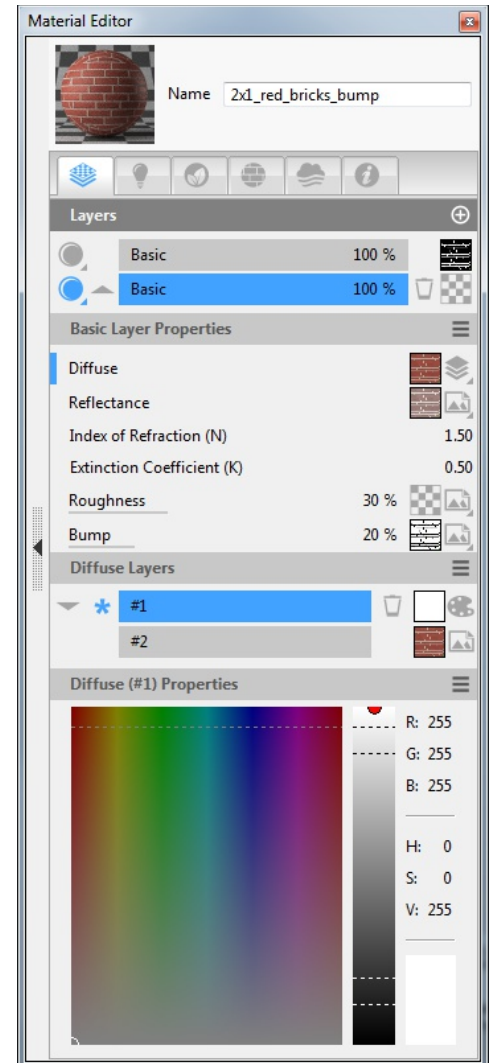 Material Editor
Name 2x1_red_bricks_bump
Layers
Basic 100 %
Basic 100 %
Basic Layer Properties
Diffuse
Reflectance
Index of Refraction (N) 1.50
Extinction Coefficient (K) 0.50
Roughness 30 %
Bump 20 %
Diffuse Layers
#1
#2
Diffuse (#1) Properties
R: 255
G: 255
B: 255
H: 0
S: 0
V: 255